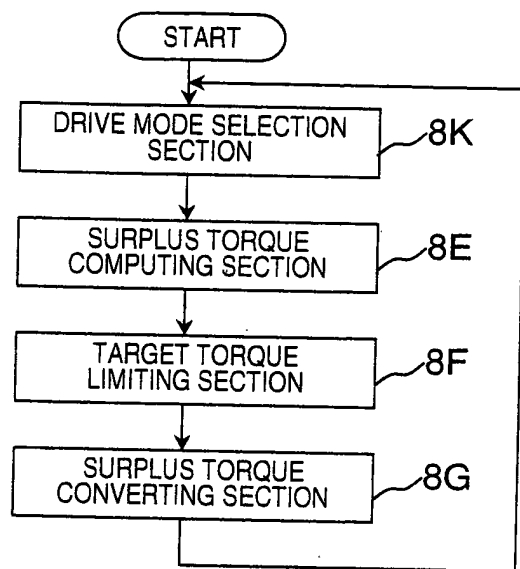 START
DRIVE MODE SELECTION
SECTION
8K
SURPLUS TORQUE
COMPUTING SECTION
8E
TARGET TORQUE
LIMITING SECTION
8F
SURPLUS TORQUE
CONVERTING SECTION
8G